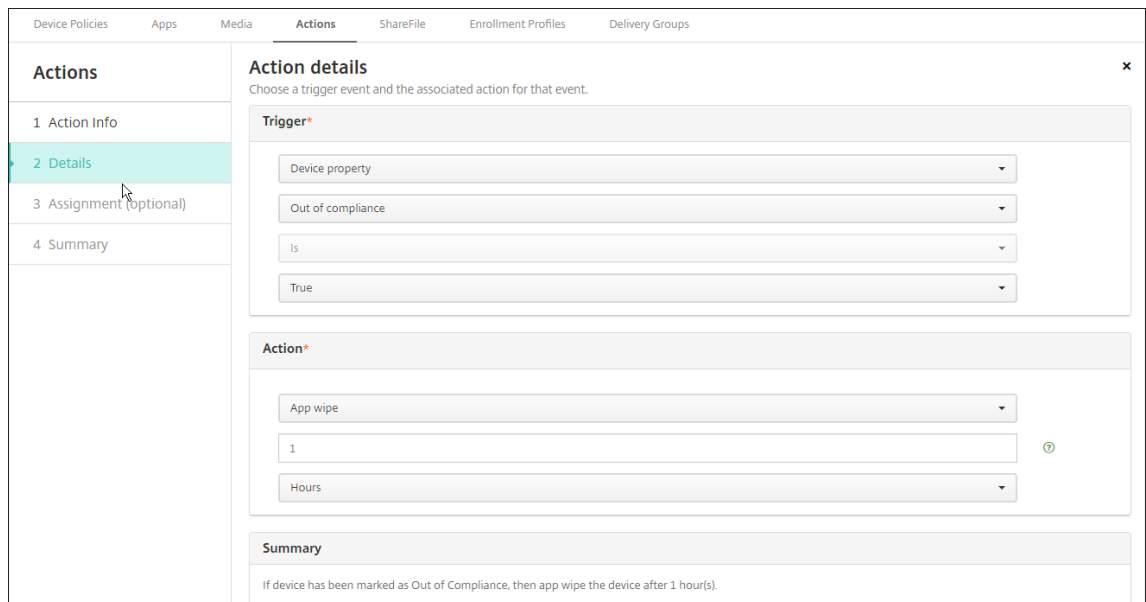 Device Policies Apps Media Actions ShareFile Enrollment Profiles Delivery Groups
Actions
1 Action Info
2 Details
3 Assignment (optional)
4 Summary
Action details
Choose a trigger event and the associated action for that event.
Trigger*
Device property
Out of compliance
Is
True
Action*
App wipe
1
Hours
Summary
If device has been marked as Out of Compliance, then app wipe the device after 1 hour(s).